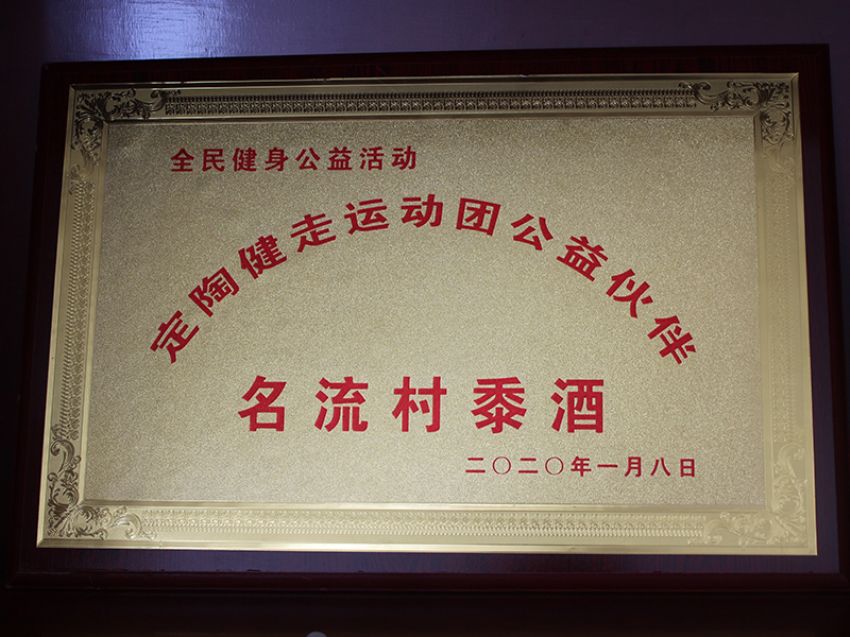 全民健身公益活动
定陶健走运动团公益伙伴
名流村黍酒
二〇二〇年一月八日